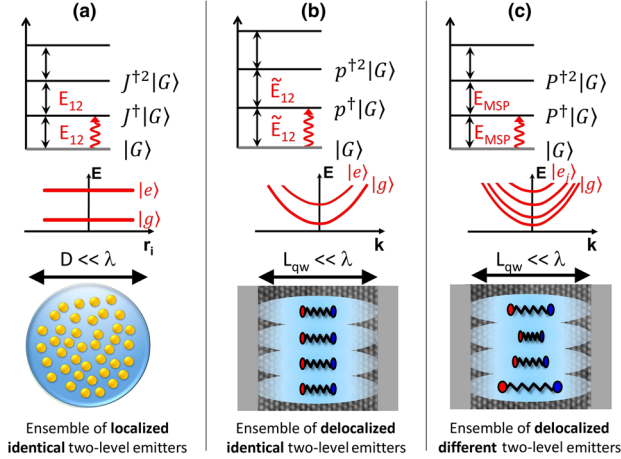 (a)
J†2|G⟩
E12
J†|G⟩
E12
|G⟩
E
|e⟩
|g⟩
ri
D << λ
Ensemble of localized
identical two-level emitters
(b)
p†2|G⟩
Ẽ12
p†|G⟩
Ẽ12
|G⟩
E
|e⟩
|g⟩
k
Lqw << λ
Ensemble of delocalized
identical two-level emitters
(c)
P†2|G⟩
EMSP
P†|G⟩
EMSP
|G⟩
E
|ei⟩
|g⟩
k
Lqw << λ
Ensemble of delocalized
different two-level emitters